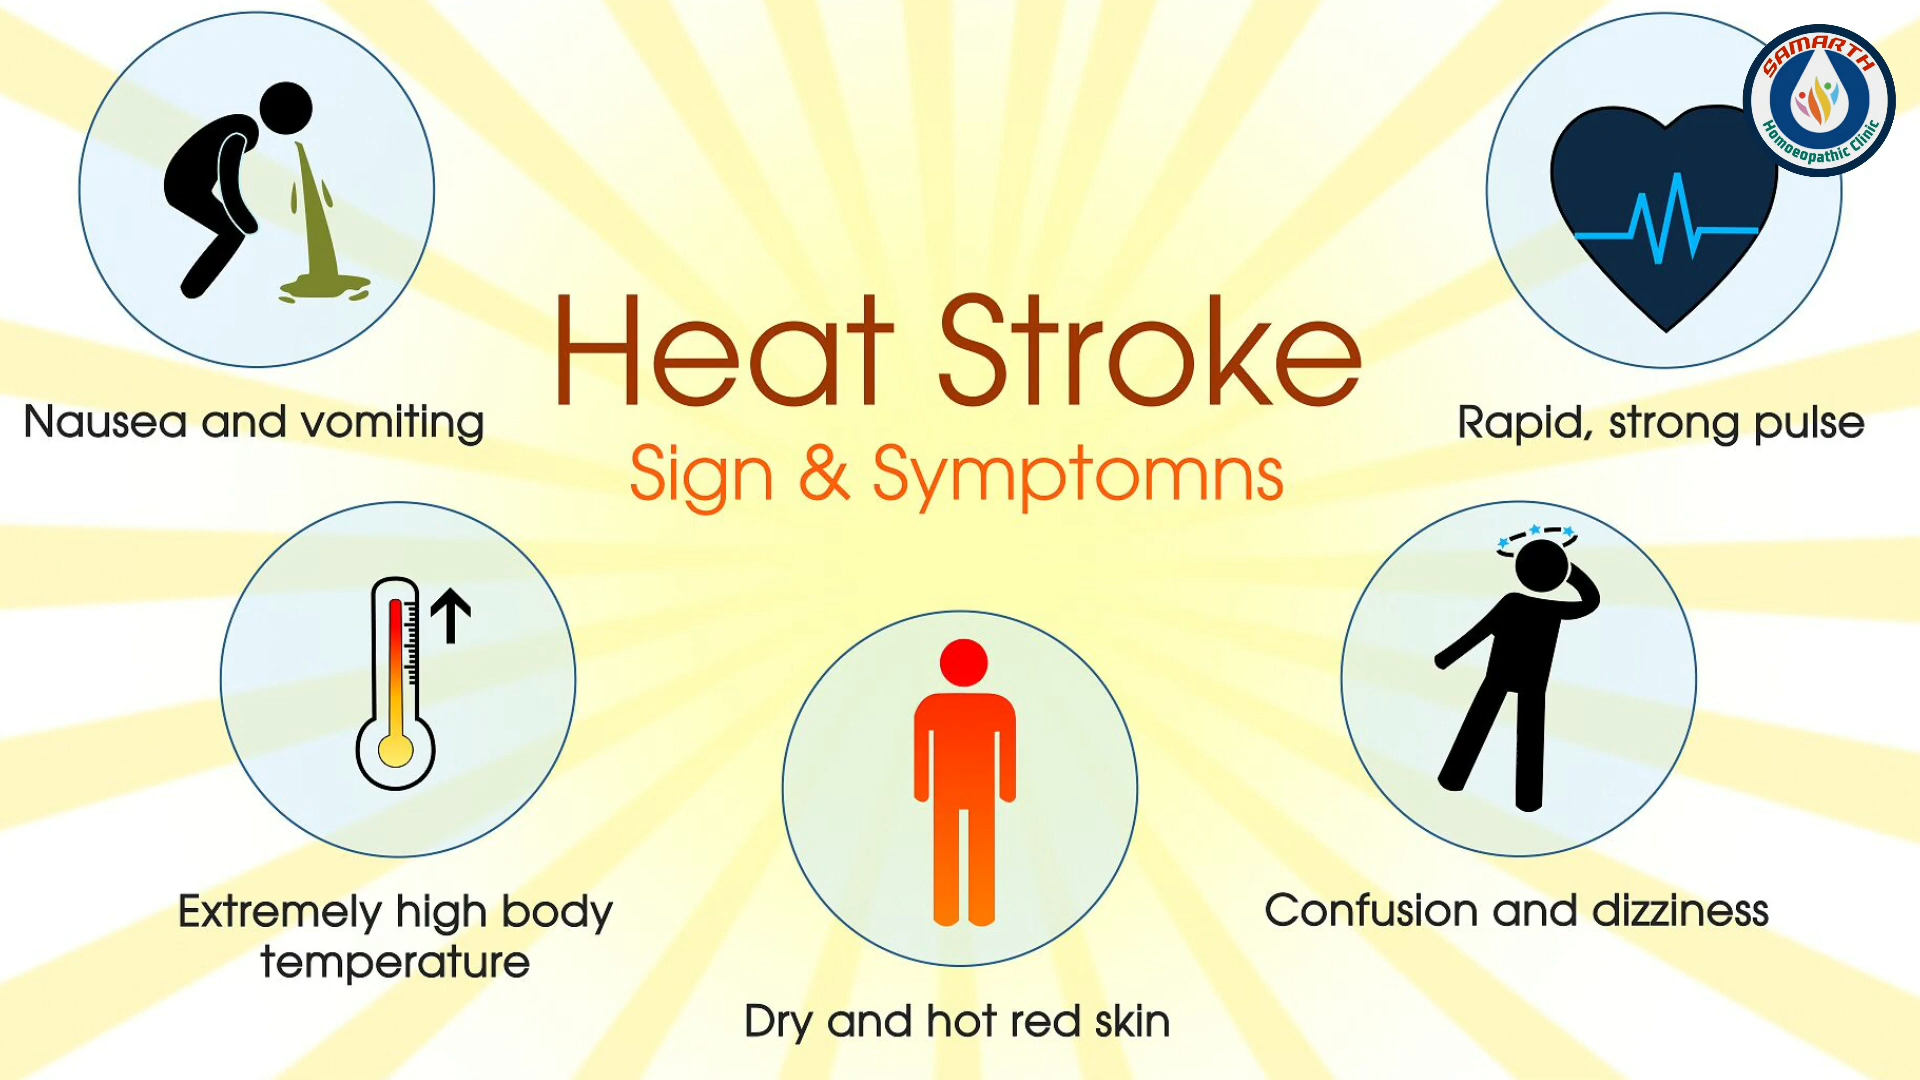 SAMARTH
Homoeopathic Clinic
Heat Stroke
Sign & Symptomns
Nausea and vomiting
Rapid, strong pulse
Extremely high body
temperature
Confusion and dizziness
Dry and hot red skin